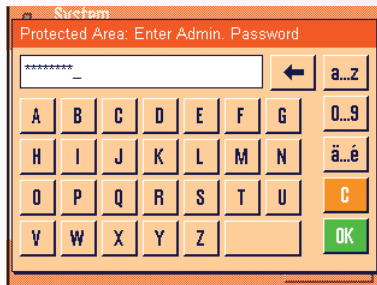 System
Protected Area: Enter Admin. Password
********_
a...z
A B C D E F G 0...9
H I J K L M N ä...é
O P Q R S T U C
V W X Y Z OK